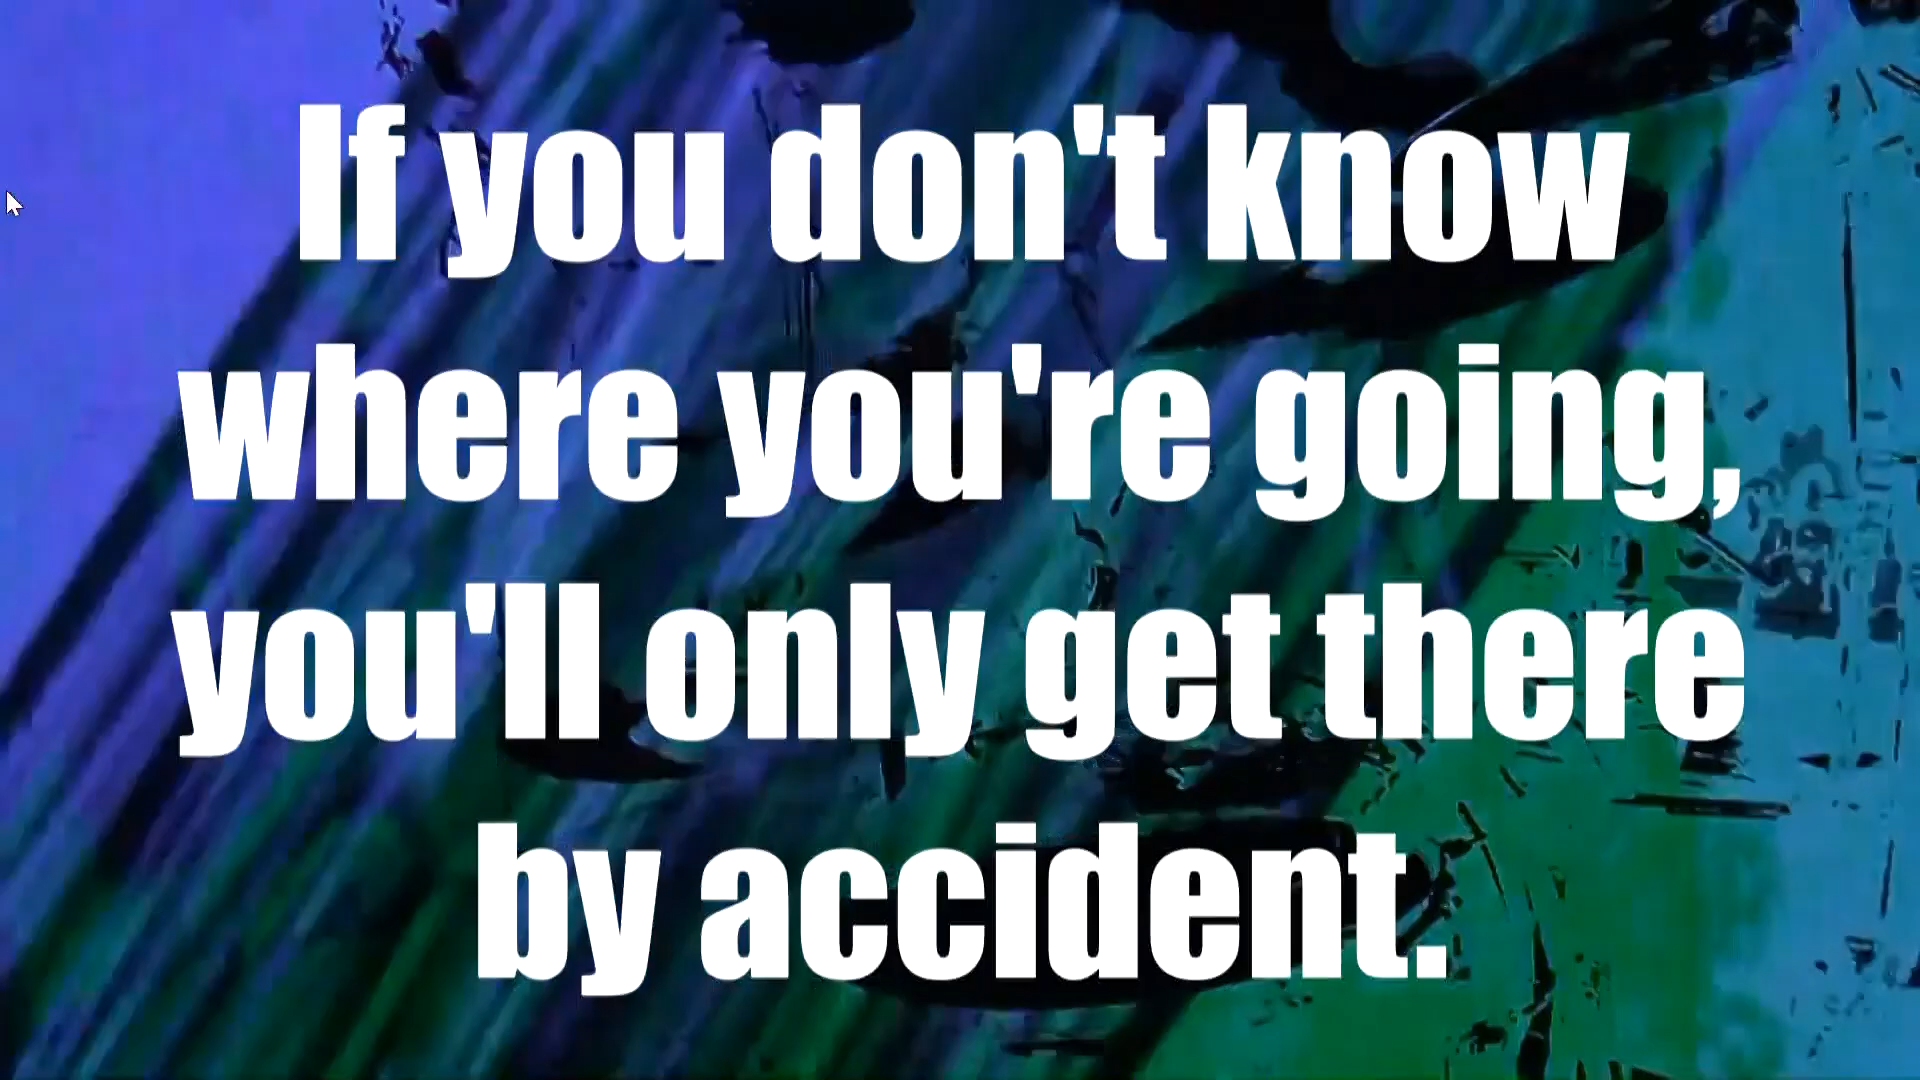 If you don't know
where you're going,
you'll only get there
by accident.